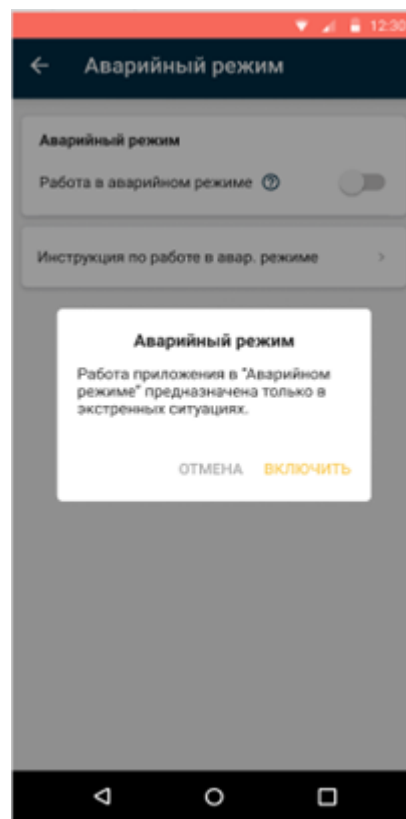 12:30
Аварийный режим
Аварийный режим
Работа в аварийном режиме
Инструкция по работе в авар. режиме
Аварийный режим
Работа приложения в "Аварийном
режиме" предназначена только в
экстренных ситуациях.
ОТМЕНА ВКЛЮЧИТЬ